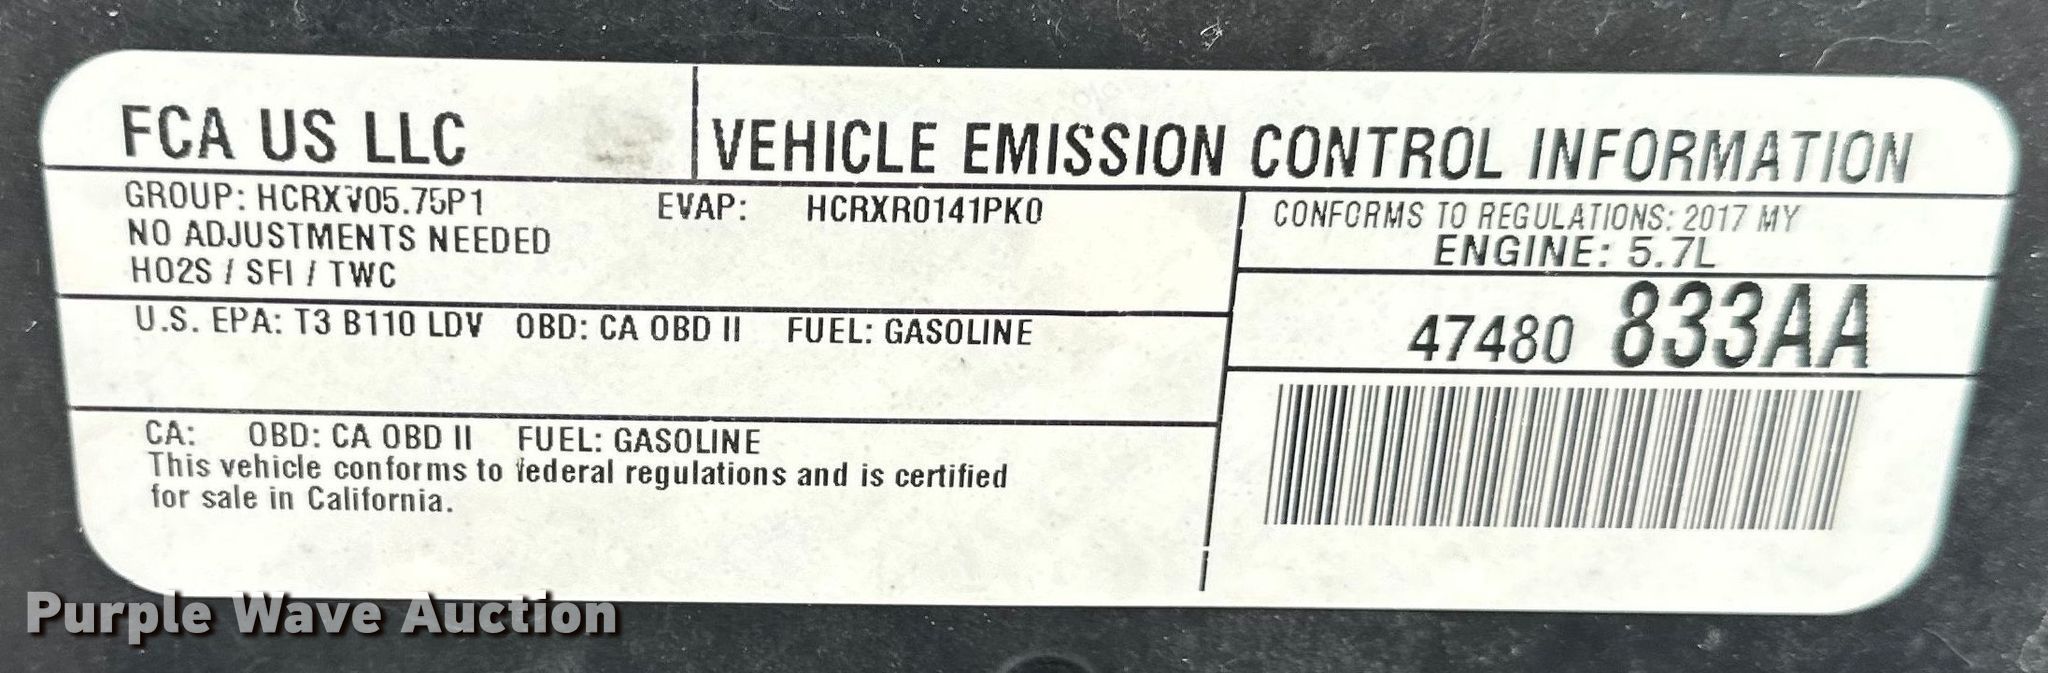 FCA US LLC
VEHICLE EMISSION CONTROL INFORMATION
GROUP: HCRXV05.75P1 EVAP: HCRXR0141PK0
NO ADJUSTMENTS NEEDED
HO2S / SFI / TWC
CONFORMS TO REGULATIONS: 2017 MY
ENGINE: 5.7L
U.S. EPA: T3 B110 LDV OBD: CA OBD II FUEL: GASOLINE
47480 833AA
CA: OBD: CA OBD II FUEL: GASOLINE
This vehicle conforms to federal regulations and is certified
for sale in California.
Purple Wave Auction